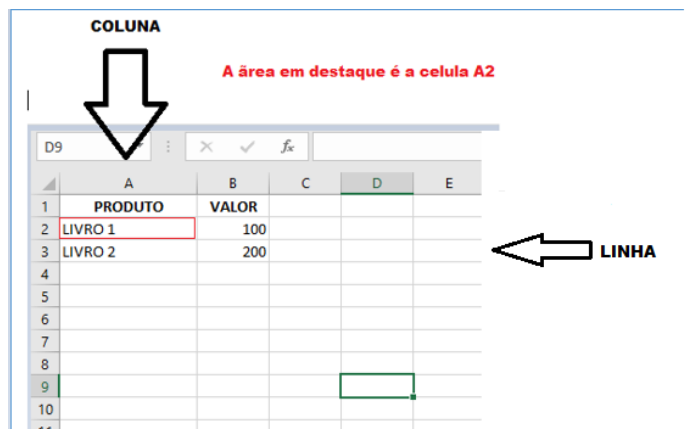 COLUNA
A ãrea em destaque é a celula A2
D9 fx
A B C D E
1 PRODUTO VALOR
2 LIVRO 1 100
3 LIVRO 2 200
LINHA
4
5
6
7
8
9
10